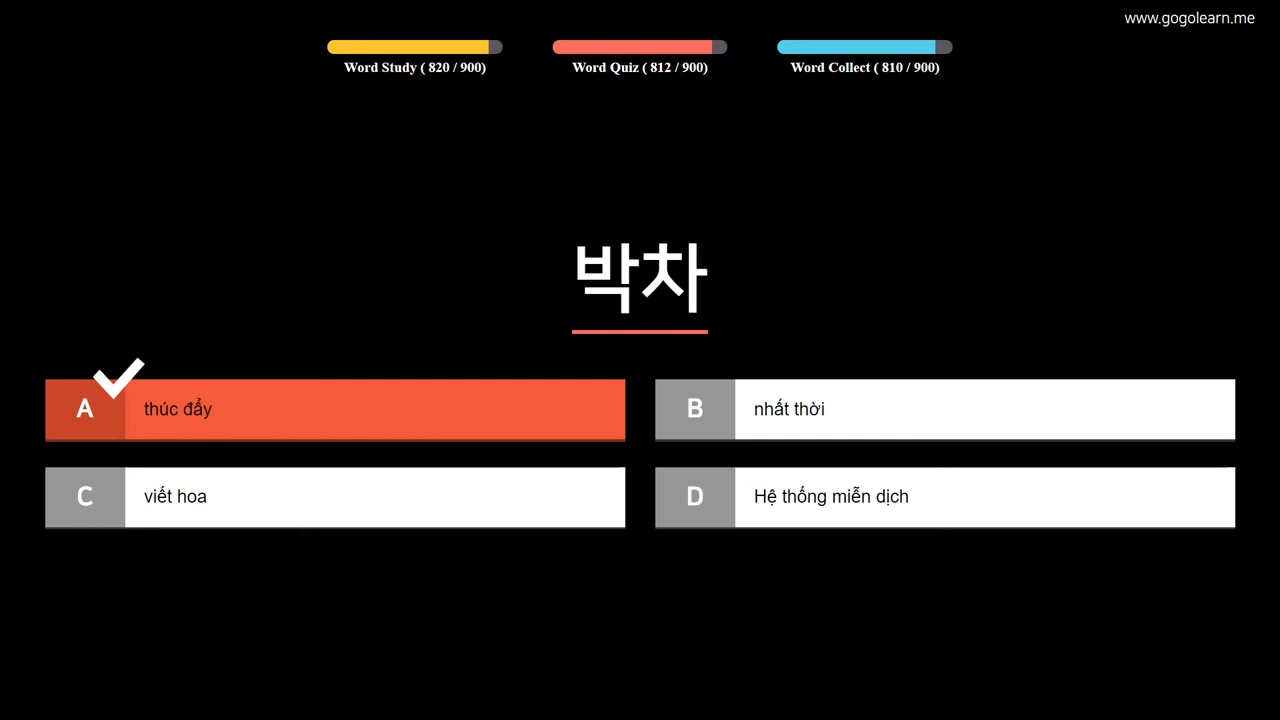 www.gogolearn.me
Word Study ( 820 / 900)
Word Quiz ( 812 / 900)
Word Collect ( 810 / 900)
박차
A thúc đẩy
B nhất thời
C viết hoa
D Hệ thống miễn dịch